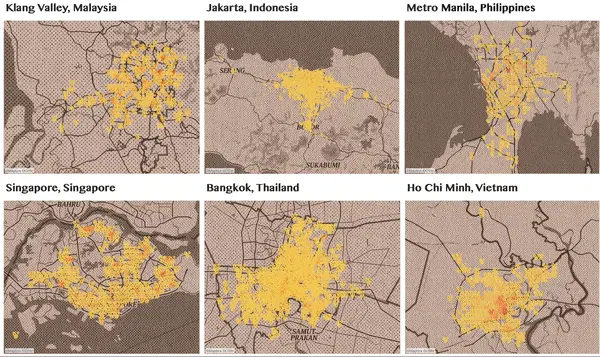 Klang Valley, Malaysia
Jakarta, Indonesia
Metro Manila, Philippines
SERANG
BOGOR
SUKABUMI
BAN
Singapore, Singapore
Bangkok, Thailand
Ho Chi Minh, Vietnam
BAHRU
SAMUT
PRAKAN